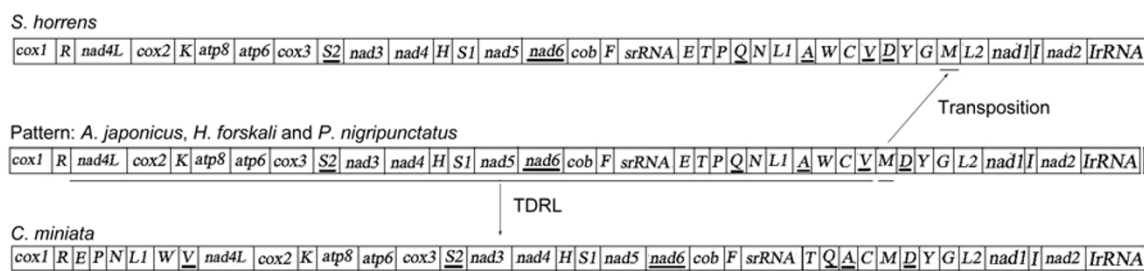 S. horrens
cox1 R nad4L cox2 K atp8 atp6 cox3 S2 nad3 nad4 H S1 nad5 nad6 cob F srRNA E T P Q N L1 A W C V D Y G M L2 nad1 I nad2 IrRNA
Transposition
Pattern: A. japonicus, H. forskali and P. nigripunctatus
cox1 R nad4L cox2 K atp8 atp6 cox3 S2 nad3 nad4 H S1 nad5 nad6 cob F srRNA E T P Q N L1 A W C V M D Y G L2 nad1 I nad2 IrRNA
TDRL
C. miniata
cox1 R E P N L1 W V nad4L cox2 K atp8 atp6 cox3 S2 nad3 nad4 H S1 nad5 nad6 cob F srRNA T Q A C M D Y G L2 nad1 I nad2 IrRNA